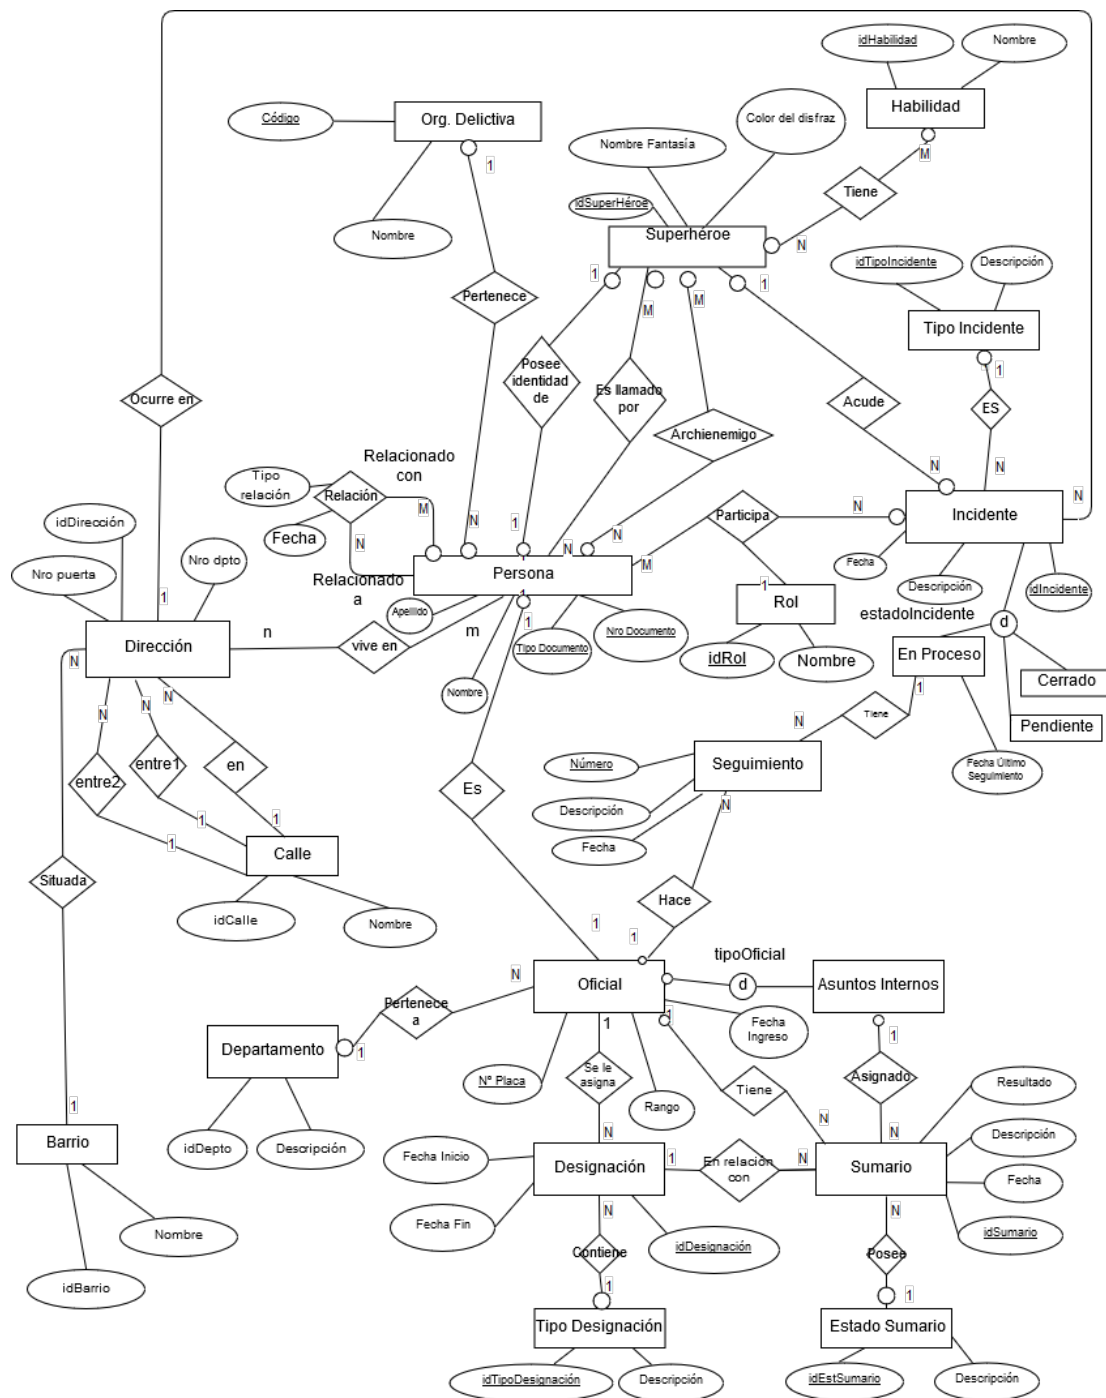 idHabilidad
Nombre
Habilidad
M
Tiene
N
Código
Org. Delictiva
1
Nombre
Nombre Fantasía
Color del disfraz
idSuperHéroe
Superhéroe
1
M
M
1
idTipoIncidente
Descripción
Tipo Incidente
1
ES
N
Pertenece
N
Posee
identidad
de
1
Es llamado
por
N
Archienemigo
N
Acude
N
Ocurre en
1
N
Relacionado
con
Tipo
relación
Relación
Fecha
M
N
Relacionado
a
Participa
M
N
1
Incidente
Fecha
Descripción
idIncidente
estadoIncidente
d
En Proceso
Cerrado
Pendiente
Fecha Último
Seguimiento
1
Tiene
N
Rol
idRol
Nombre
Persona
1
1
Apellido
Nombre
Tipo Documento
Nro Documento
idDirección
Nro puerta
Nro dpto
Dirección
n
vive en
m
N
N
N
N
entre2
entre1
en
1
1
1
Calle
idCalle
Nombre
Situada
1
Barrio
Nombre
idBarrio
Es
1
Seguimiento
Número
Descripción
Fecha
N
Hace
1
tipoOficial
d
Asuntos Internos
Oficial
Pertenece
a
N
1
Departamento
idDepto
Descripción
Nº Placa
1
Se le
asigna
N
Rango
Fecha
Ingreso
1
Tiene
N
1
Asignado
N
Resultado
Descripción
Fecha
idSumario
Sumario
Fecha Inicio
Fecha Fin
Designación
1
En relación
con
N
idDesignación
N
Contiene
1
Tipo Designación
idTipoDesignación
Descripción
N
Posee
1
Estado Sumario
idEstSumario
Descripción